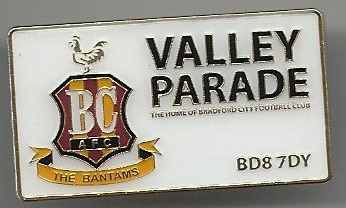 BC
AFC
THE BANTAMS
VALLEY
PARADE
THE HOME OF BRADFORD CITY FOOTBALL CLUB
BD8 7DY